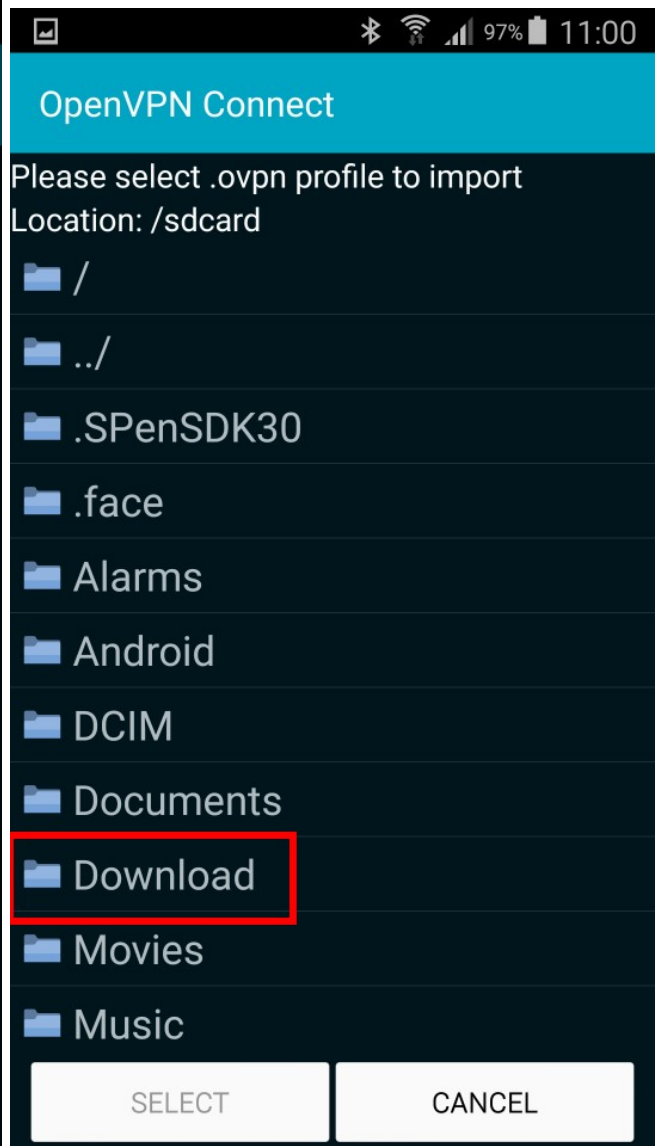 97% 11:00
OpenVPN Connect
Please select .ovpn profile to import
Location: /sdcard
/
../
.SPenSDK30
.face
Alarms
Android
DCIM
Documents
Download
Movies
Music
SELECT CANCEL